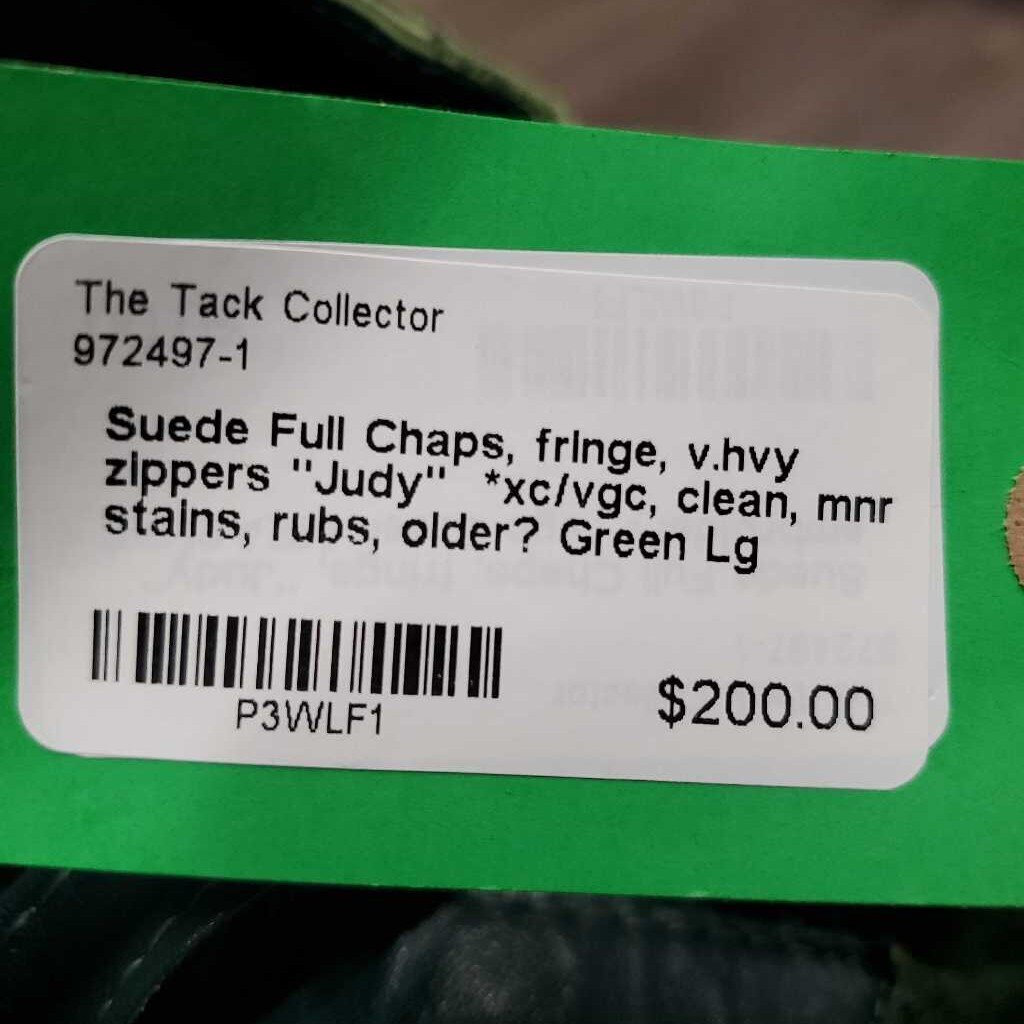 The Tack Collector
972497-1
Suede Full Chaps, fringe, v.hvy
zippers "Judy" *xc/vgc, clean, mnr
stains, rubs, older? Green Lg
P3WLF1
$200.00